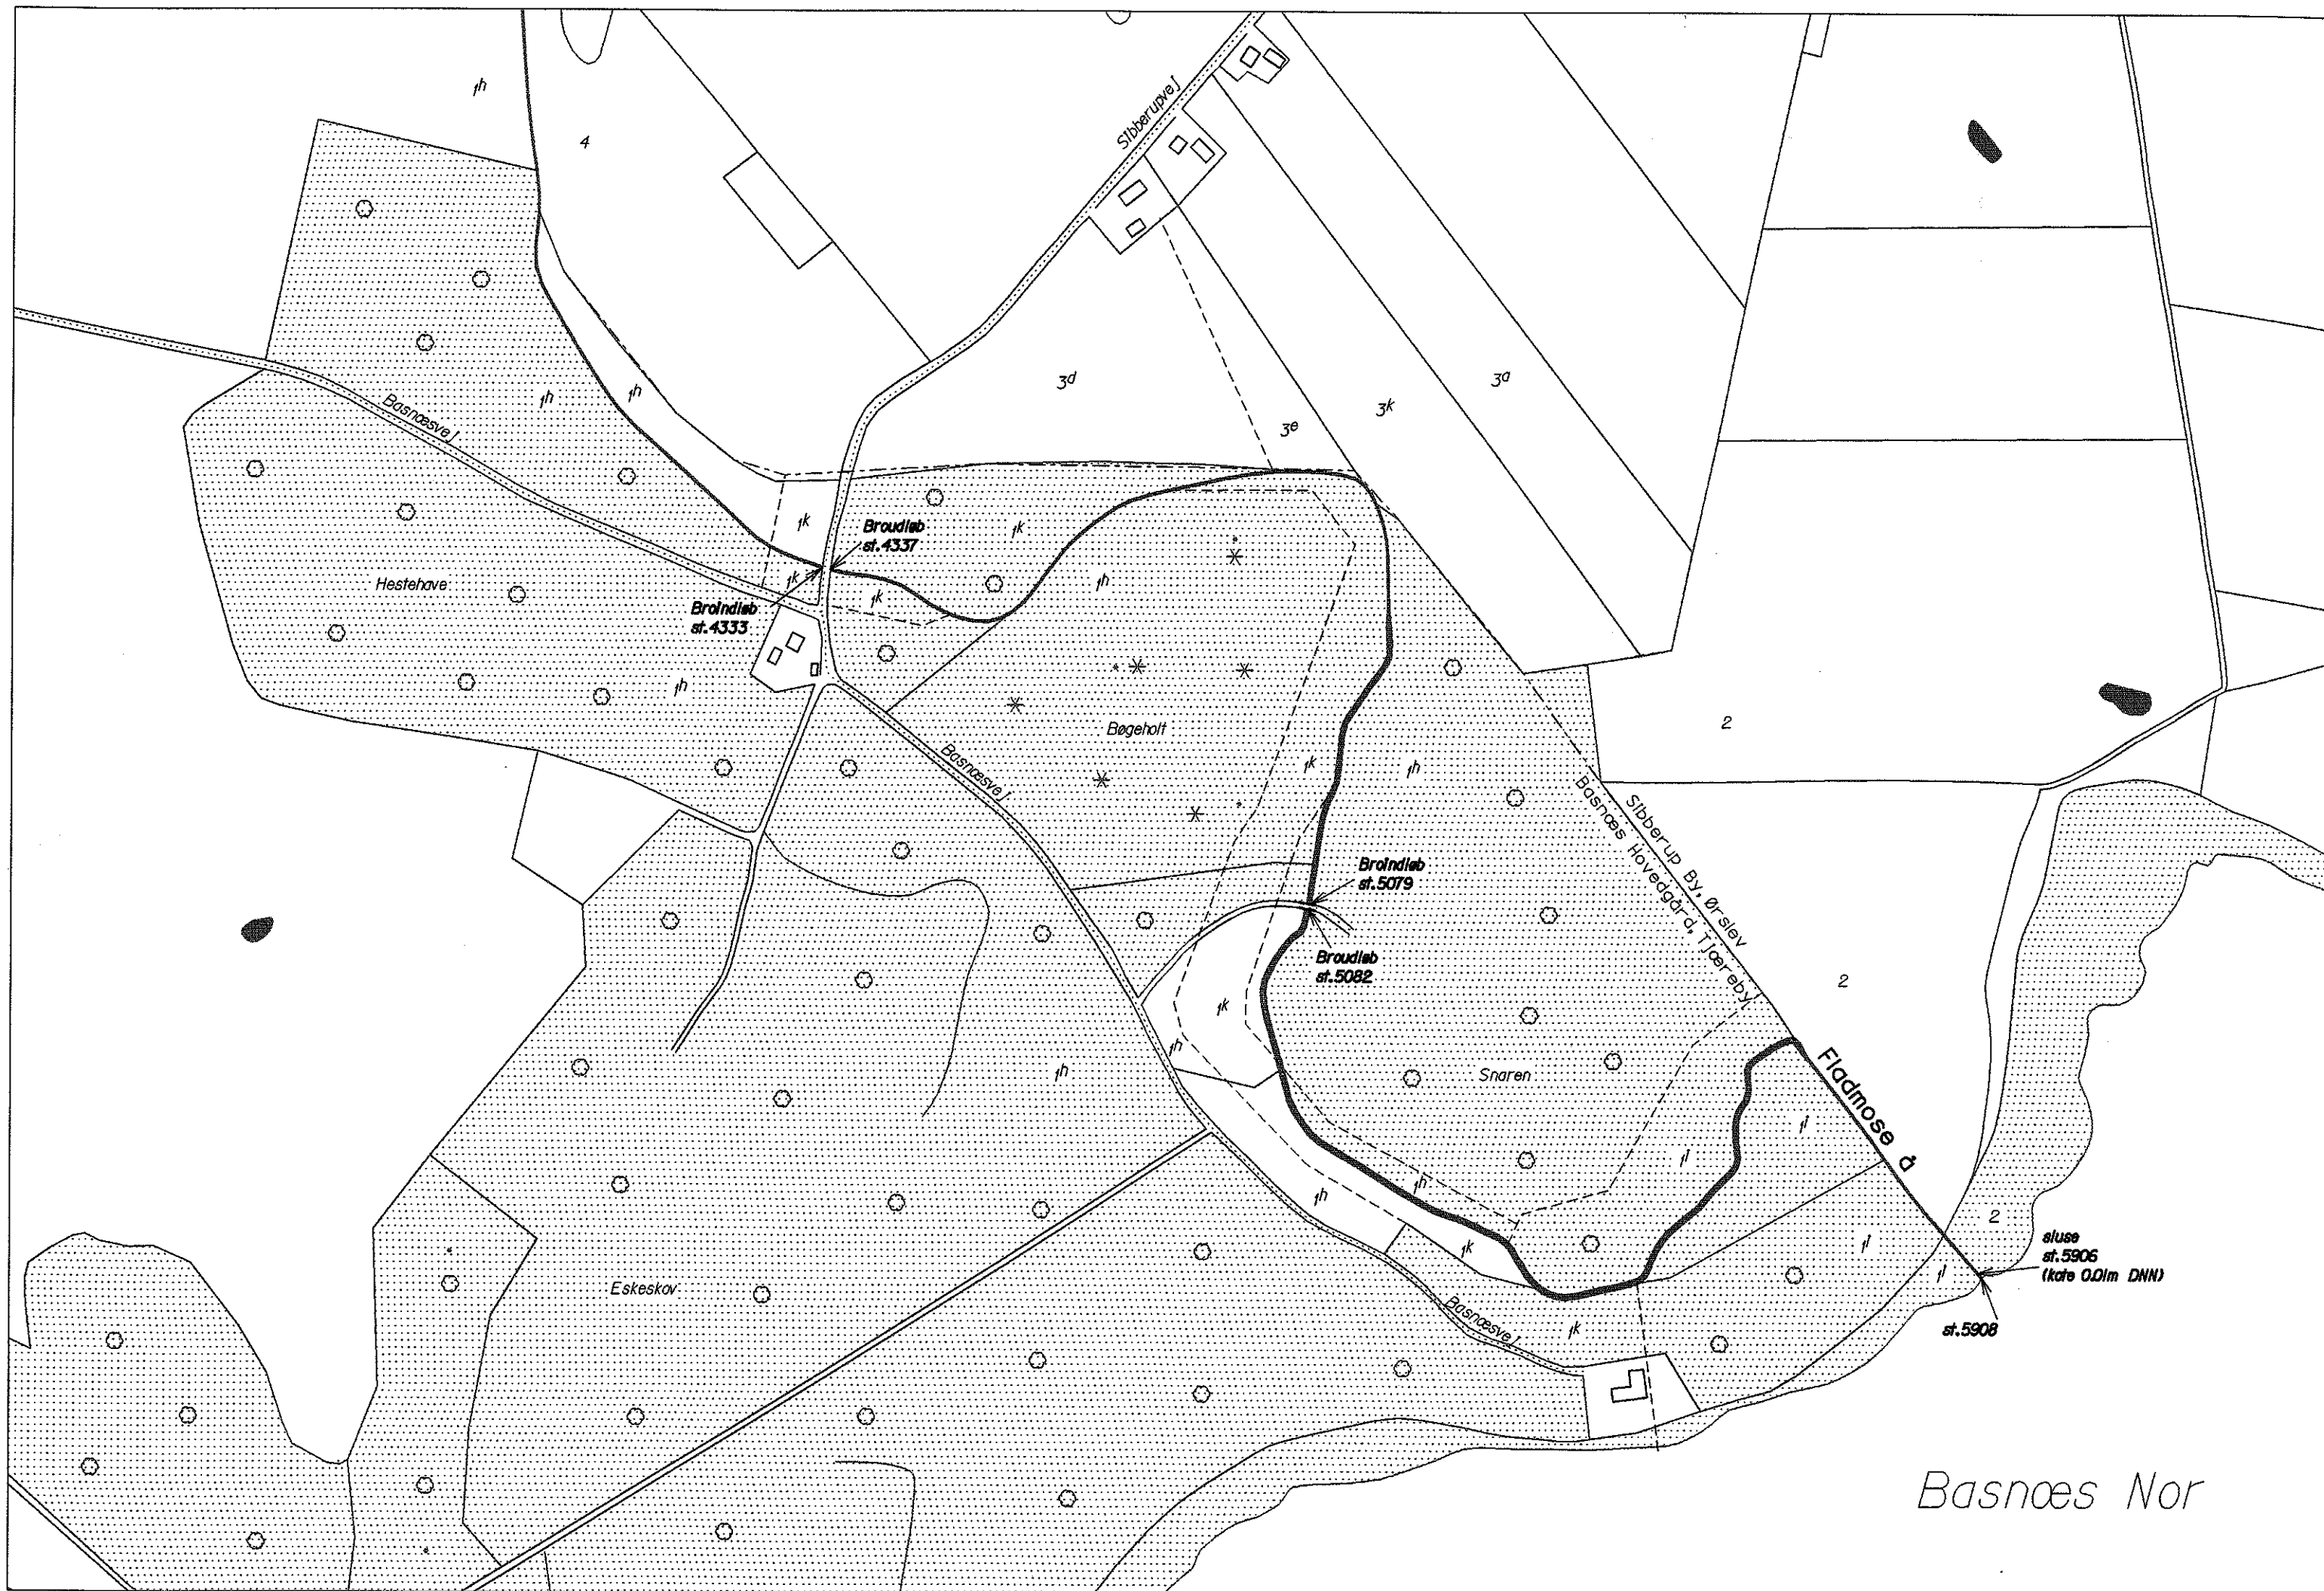 1h
4
Sibberupvej
3d
3a
3k
3e
1h
1h
Basnæsvej
1k
1k
Broudløb
st.4337
1h
Hestehave
1k
1k
Broindløb
st.4333
1h
Bøgeholt
2
Basnæsvej
1k
1h
Sibberup By, Ørslev
Basnæs Hovedgård, Tjæreby
Broindløb
st.5079
Broudløb
st.5082
2
1k
1h
1h
Snaren
Fladmose å
1l
1l
1h
1h
1k
1l
2
sluse
st.5906
(kote 0.01m DNN)
1l
st.5908
Eskeskov
Basnæsvej
1k
Basnæs Nor